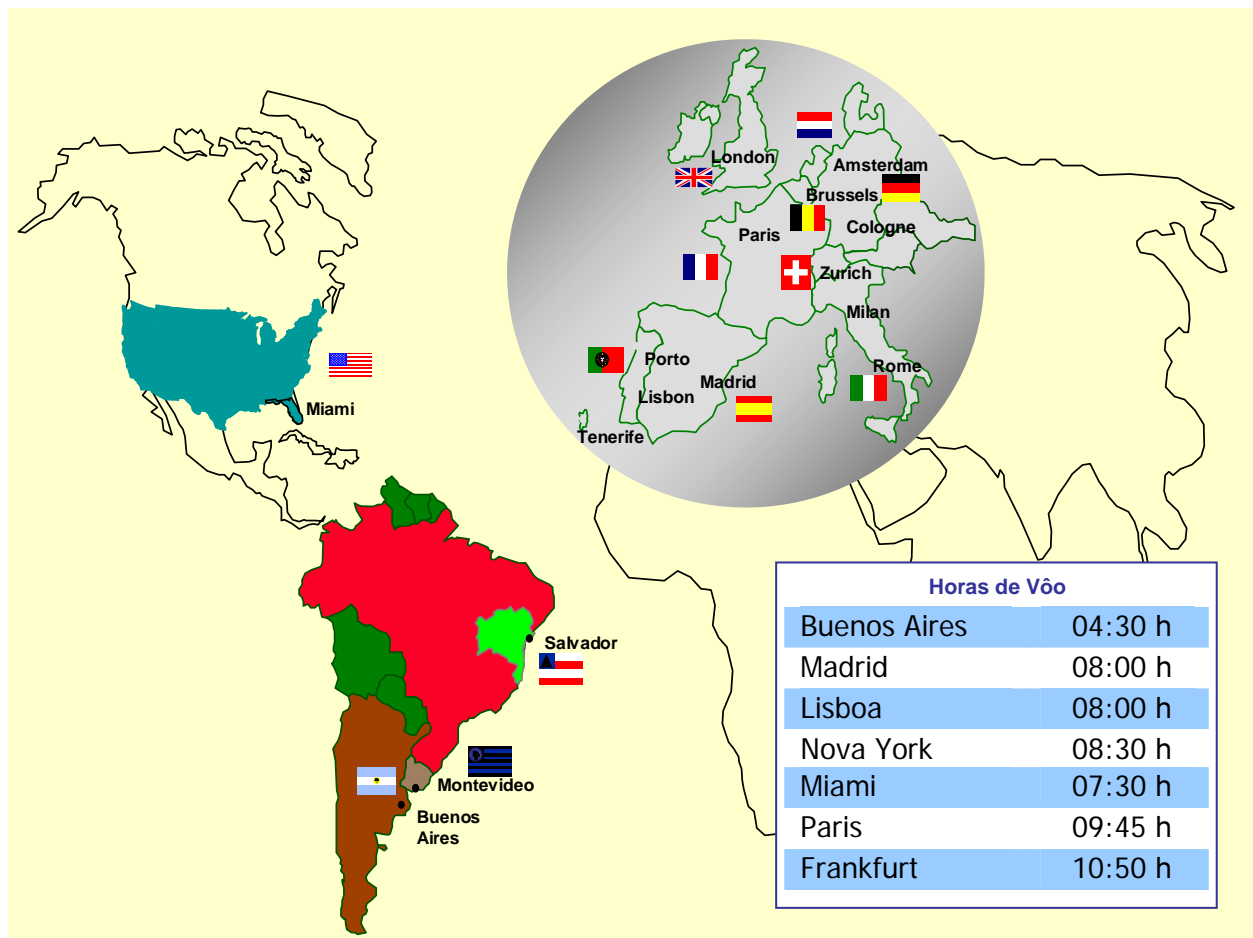 London
Amsterdam
Brussels
Paris
Cologne
Zurich
Milan
Porto
Rome
Madrid
Lisbon
Miami
Tenerife
Salvador
Montevideo
Buenos
Aires
Horas de Vôo
Buenos Aires 04:30 h
Madrid 08:00 h
Lisboa 08:00 h
Nova York 08:30 h
Miami 07:30 h
Paris 09:45 h
Frankfurt 10:50 h